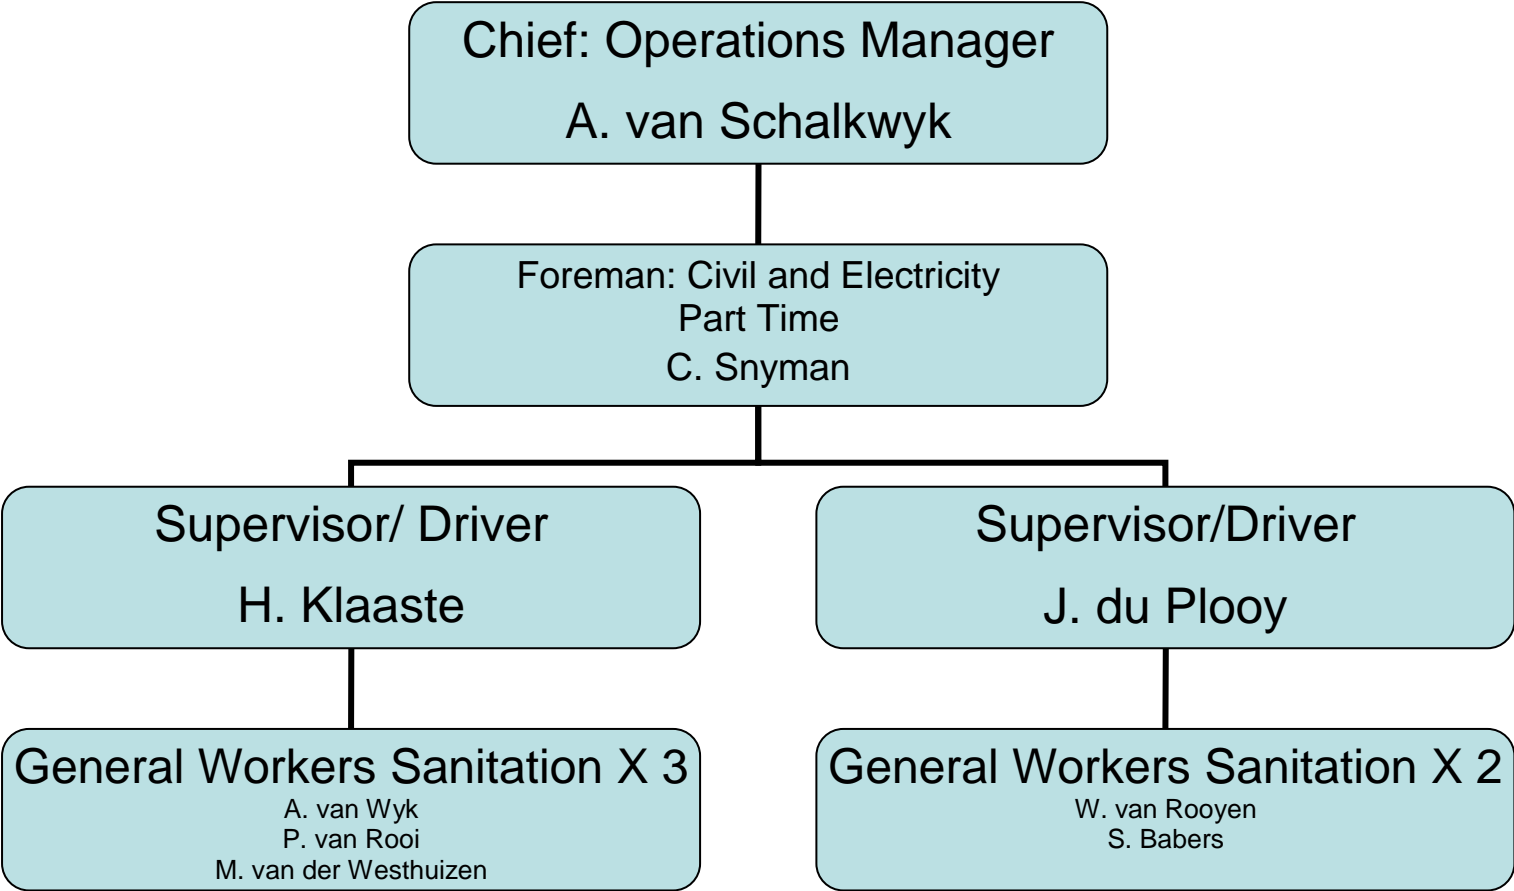 Chief: Operations Manager
A. van Schalkwyk
Foreman: Civil and Electricity
Part Time
C. Snyman
Supervisor/ Driver
H. Klaaste
Supervisor/Driver
J. du Plooy
General Workers Sanitation X 3
A. van Wyk
P. van Rooi
M. van der Westhuizen
General Workers Sanitation X 2
W. van Rooyen
S. Babers